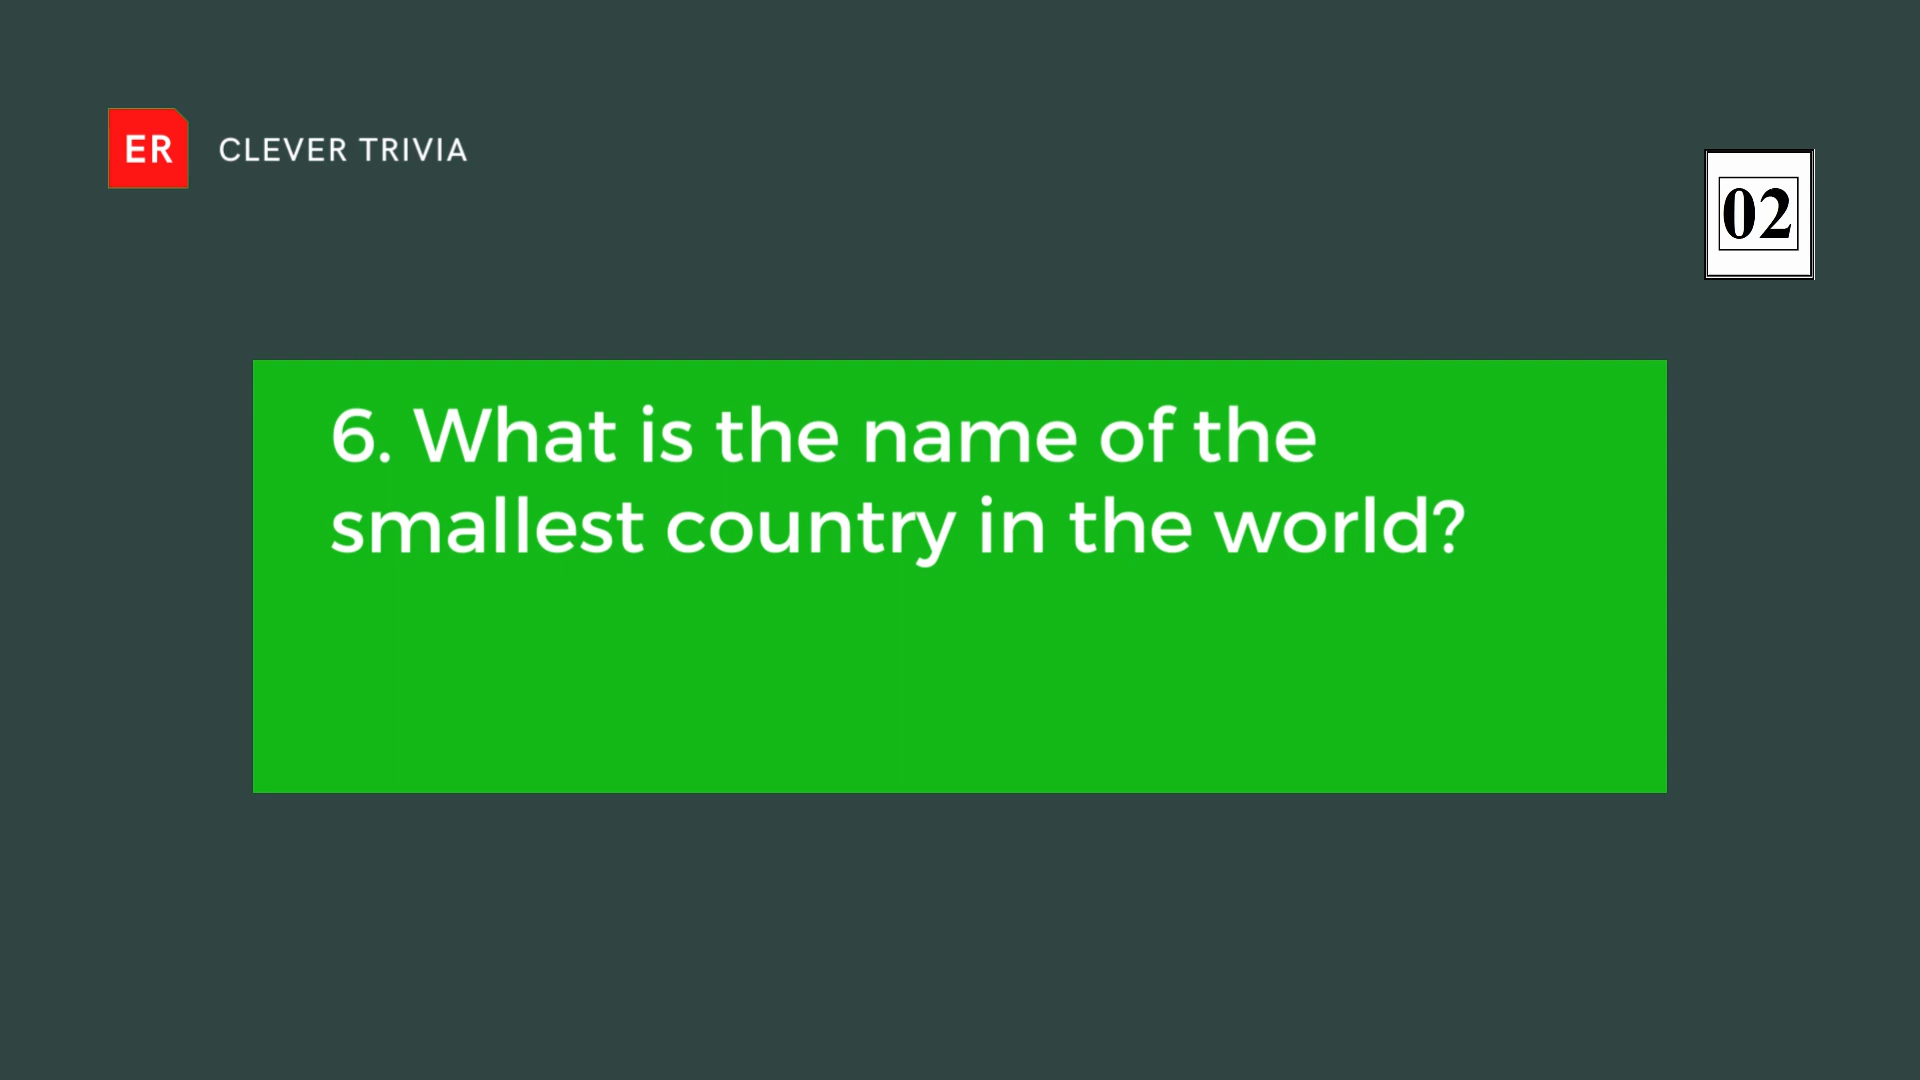 ER CLEVER TRIVIA
02
6. What is the name of the
smallest country in the world?